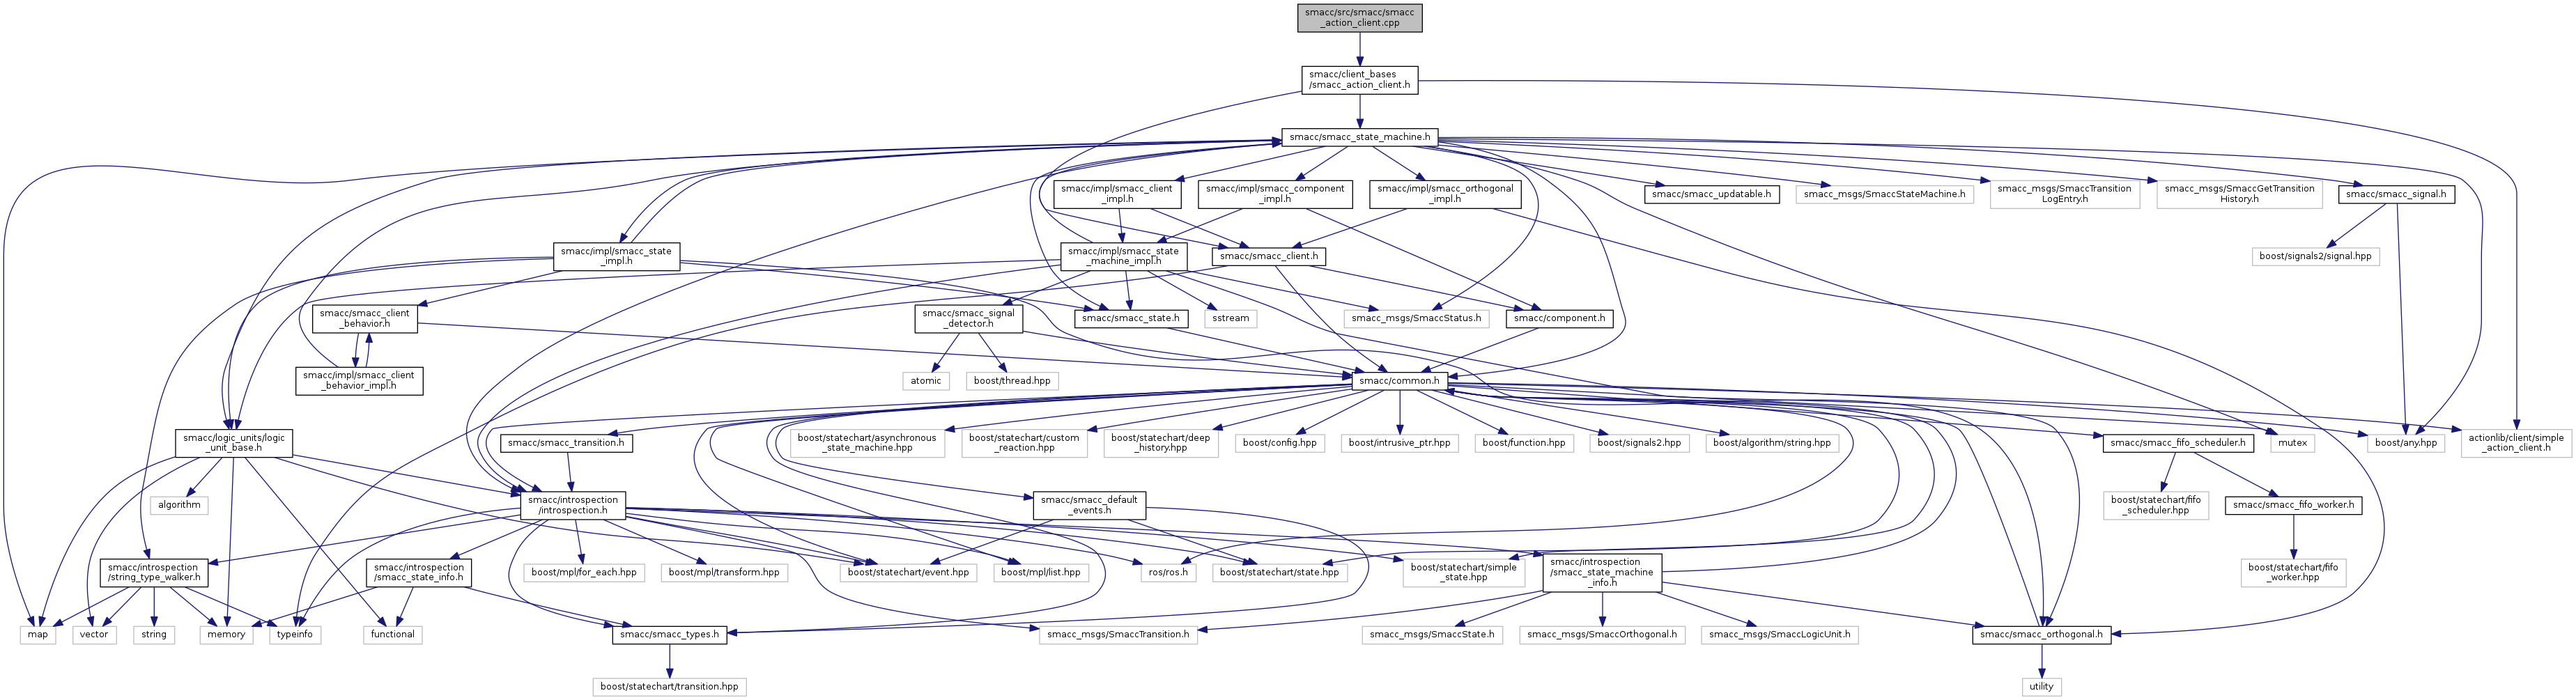 smacc/src/smacc/smacc
_action_client.cpp
smacc/client_bases
/smacc_action_client.h
smacc/smacc_state_machine.h
smacc/impl/smacc_client
_impl.h
smacc/impl/smacc_component
_impl.h
smacc/impl/smacc_orthogonal
_impl.h
smacc/smacc_updatable.h
smacc_msgs/SmaccStateMachine.h
smacc_msgs/SmaccTransition
LogEntry.h
smacc_msgs/SmaccGetTransition
History.h
smacc/smacc_signal.h
smacc/impl/smacc_state
_impl.h
smacc/impl/smacc_state
_machine_impl.h
smacc/smacc_client.h
boost/signals2/signal.hpp
smacc/smacc_client
_behavior.h
smacc/smacc_signal
_detector.h
smacc/smacc_state.h
sstream
smacc_msgs/SmaccStatus.h
smacc/component.h
smacc/impl/smacc_client
_behavior_impl.h
atomic
boost/thread.hpp
smacc/common.h
smacc/logic_units/logic
_unit_base.h
smacc/smacc_transition.h
boost/statechart/asynchronous
_state_machine.hpp
boost/statechart/custom
_reaction.hpp
boost/statechart/deep
_history.hpp
boost/config.hpp
boost/intrusive_ptr.hpp
boost/function.hpp
boost/signals2.hpp
boost/algorithm/string.hpp
smacc/smacc_fifo_scheduler.h
mutex
boost/any.hpp
actionlib/client/simple
_action_client.h
algorithm
smacc/introspection
/introspection.h
smacc/smacc_default
_events.h
boost/statechart/fifo
_scheduler.hpp
smacc/smacc_fifo_worker.h
smacc/introspection
/string_type_walker.h
smacc/introspection
/smacc_state_info.h
boost/mpl/for_each.hpp
boost/mpl/transform.hpp
boost/statechart/event.hpp
boost/mpl/list.hpp
ros/ros.h
boost/statechart/state.hpp
boost/statechart/simple
_state.hpp
smacc/introspection
/smacc_state_machine
_info.h
boost/statechart/fifo
_worker.hpp
map
vector
string
memory
typeinfo
functional
smacc/smacc_types.h
smacc_msgs/SmaccTransition.h
smacc_msgs/SmaccState.h
smacc_msgs/SmaccOrthogonal.h
smacc_msgs/SmaccLogicUnit.h
smacc/smacc_orthogonal.h
boost/statechart/transition.hpp
utility